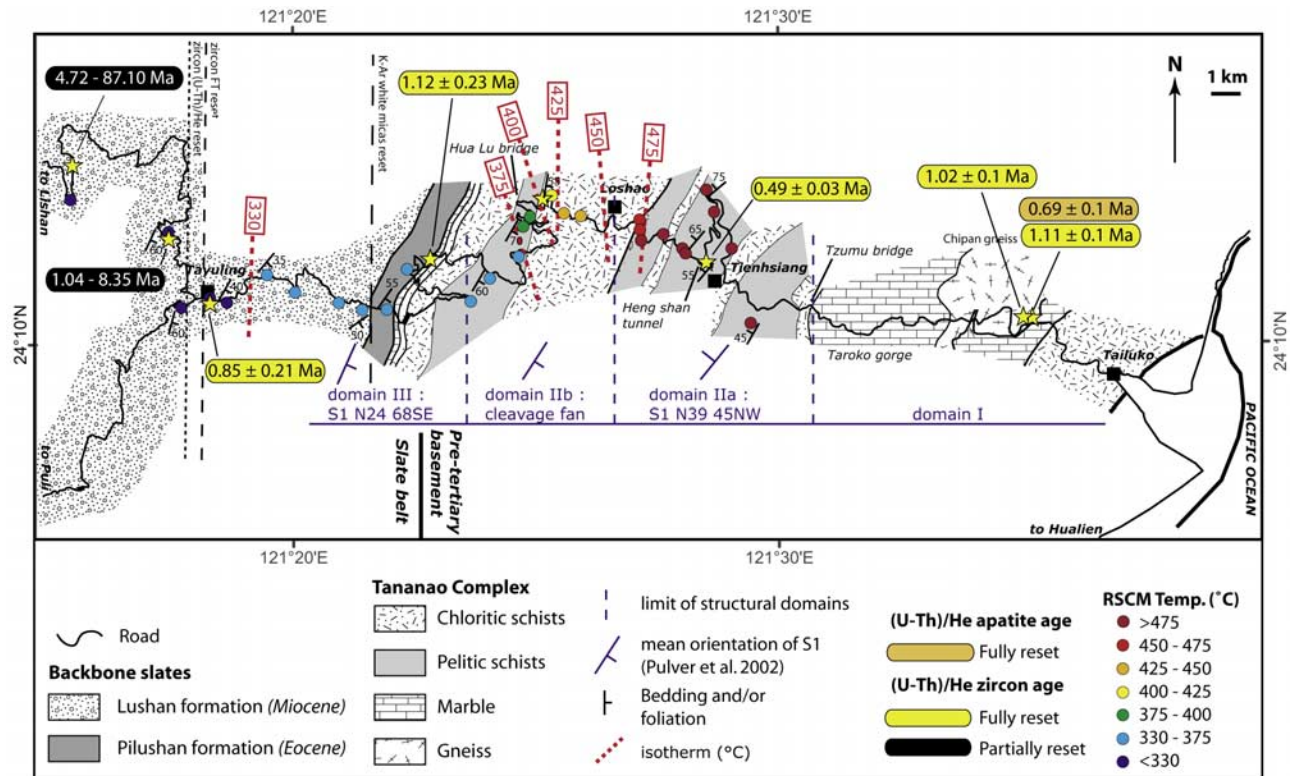 121°20'E
121°30'E
4.72 - 87.10 Ma
zircon FT reset
zircon (U-Th)/He reset
K-Ar white micas reset
1.12 ± 0.23 Ma
Hua Lu bridge
375
400
425
450
475
N
1 km
to Lishan
330
Loshao
75
0.49 ± 0.03 Ma
1.02 ± 0.1 Ma
0.69 ± 0.1 Ma
1.11 ± 0.1 Ma
Chipan gneiss
65
55
Tayuling
1.04 - 8.35 Ma
55
60
Tienhsiang
Tzumu bridge
Heng shan
tunnel
60
50
45
24°10'N
24°10'N
Taroko gorge
Tailuko
0.85 ± 0.21 Ma
domain III :
S1 N24 68SE
domain IIb :
cleavage fan
domain IIa :
S1 N39 45NW
domain I
to Puli
Slate belt
Pre-tertiary
basement
PACIFIC OCEAN
to Hualien
121°20'E
121°30'E
Road
Backbone slates
Lushan formation (Miocene)
Pilushan formation (Eocene)
Tananao Complex
Chloritic schists
Pelitic schists
Marble
Gneiss
limit of structural domains
mean orientation of S1
(Pulver et al. 2002)
Bedding and/or
foliation
isotherm (°C)
(U-Th)/He apatite age
Fully reset
(U-Th)/He zircon age
Fully reset
Partially reset
RSCM Temp. (°C)
>475
450 - 475
425 - 450
400 - 425
375 - 400
330 - 375
<330